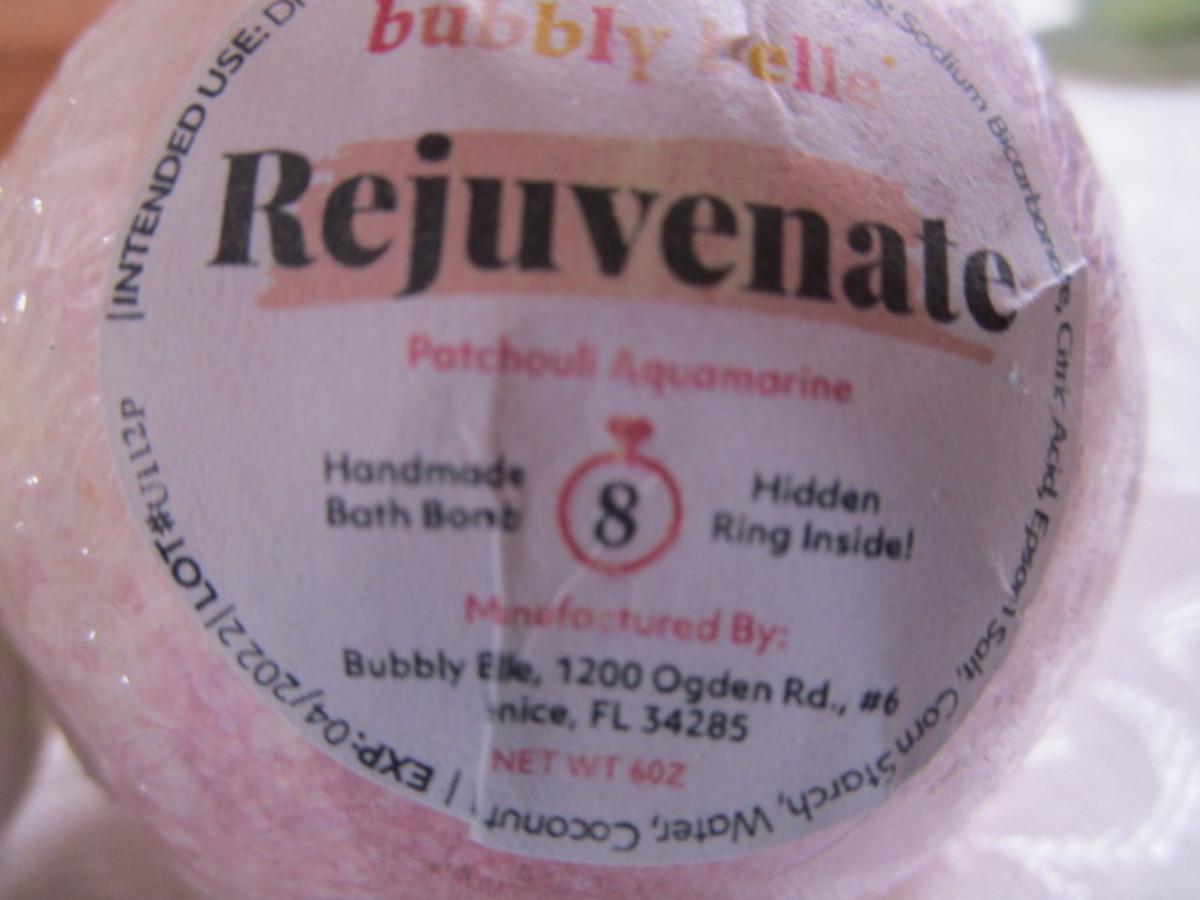 bubbly belle
Rejuvenate
Patchouli Aquamarine
Handmade
Bath Bomb
8
Hidden
Ring Inside!
Manufactured By:
Bubbly Elle, 1200 Ogden Rd., #6
FL 34285
NET WT 6OZ
Sodium Bicarbonate, Citric Acid, Epsom Salt, Corn Starch, Water, Coconut
| EXP: 04/2022 | LOT#: U112P
|INTENDED USE: